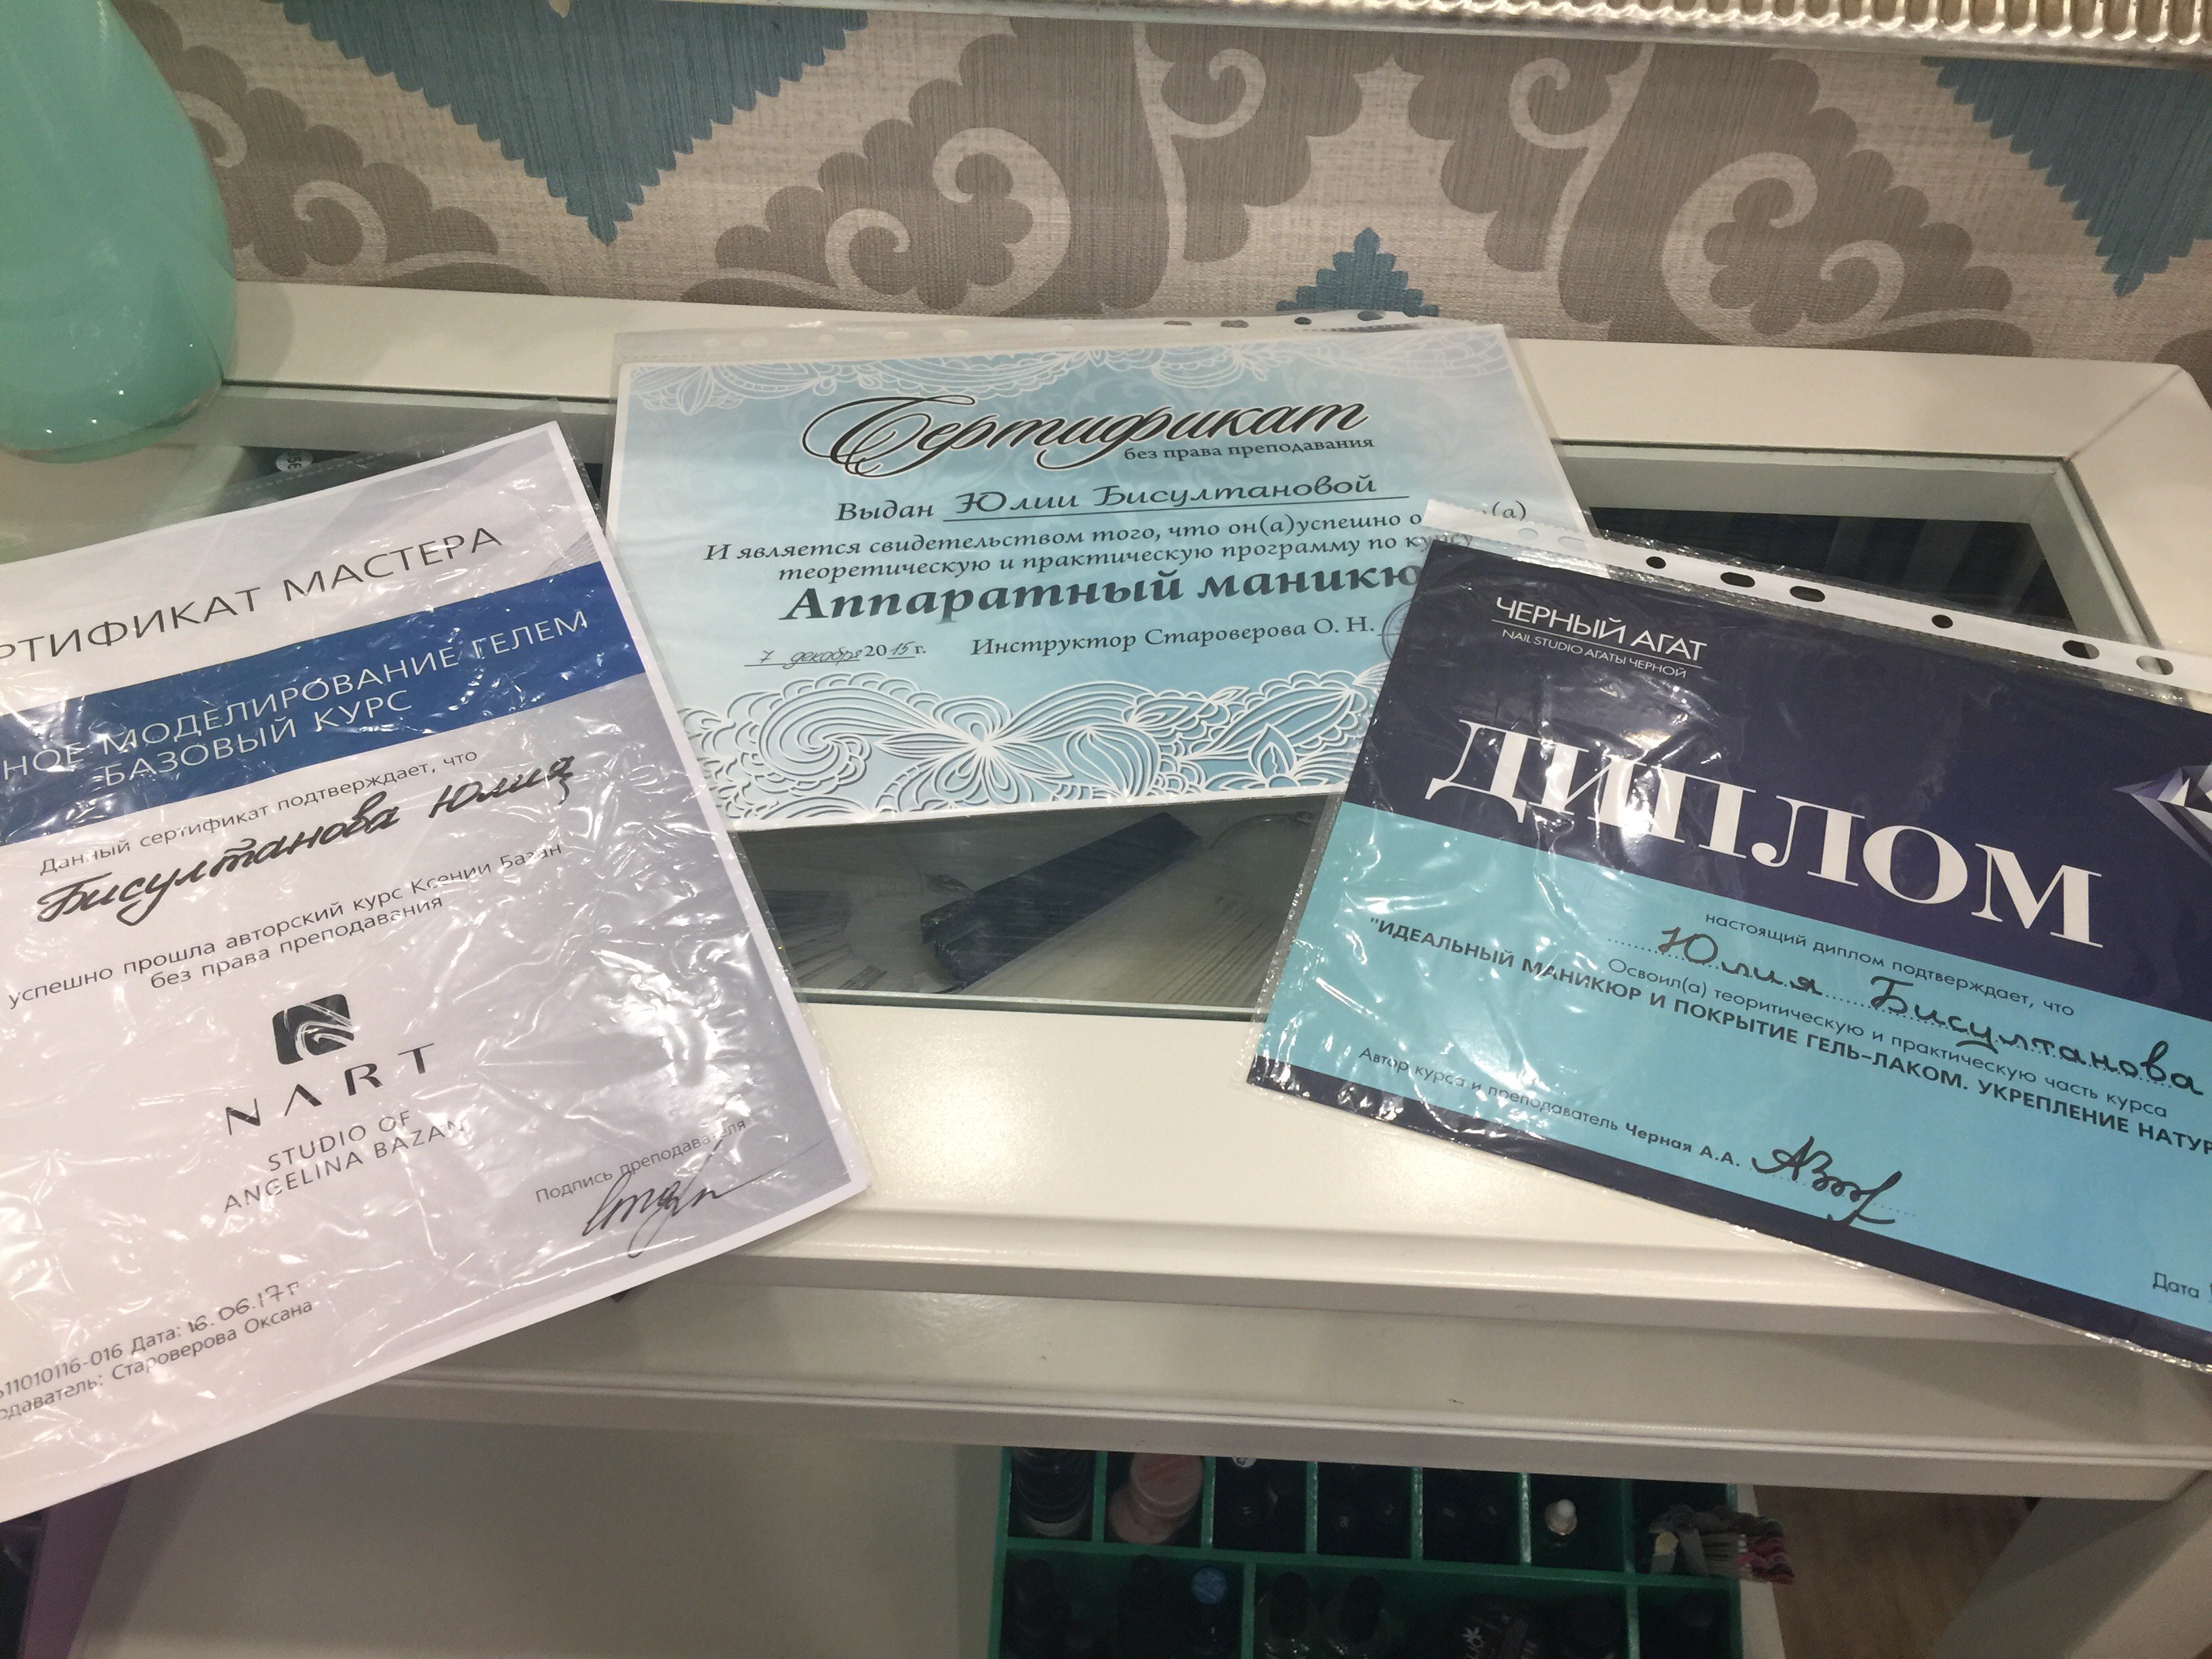 РТИФИКАТ МАСТЕРА
НОЕ МОДЕЛИРОВАНИЕ ГЕЛЕМ
БАЗОВЫЙ КУРС
Данный сертификат подтверждает, что
Бисултанова Юлия
успешно прошла авторский курс Ксении Базан
без права преподавания
NART
STUDIO OF
ANGELINA BAZAN
Подпись преподавателя
11010116-016 Дата: 16.06.17г
одаватель: Староверова Оксана
Сертификат
без права преподавания
Выдан Юлии Бисултановой
И является свидетельством того, что он(а)успешно о (а)
теоретическую и практическую программу по курсу
Аппаратный маникю
7 декабря 2015г. Инструктор Староверова О. Н.
ЧЕРНЫЙ АГАТ
NAIL STUDIO АГАТЫ ЧЕРНОЙ
ДИПЛОМ
настоящий диплом подтверждает, что
Юлия Бисултанова
Освоил(а) теоритическую и практическую часть курса
"ИДЕАЛЬНЫЙ МАНИКЮР И ПОКРЫТИЕ ГЕЛЬ-ЛАКОМ. УКРЕПЛЕНИЕ НАТУР
Автор курса и преподаватель Черная А.А.
Дата